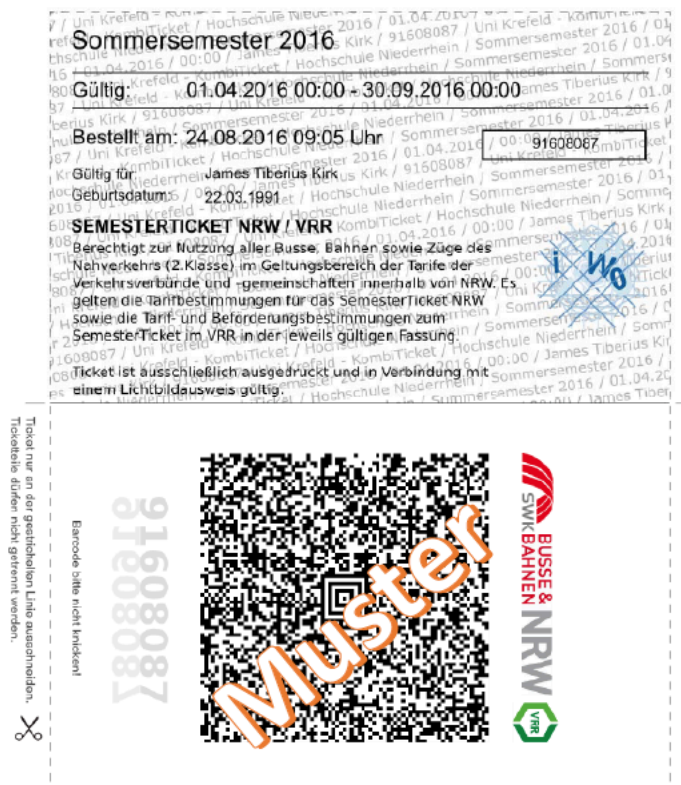 Sommersemester 2016
Gültig: 01.04.2016 00:00 - 30.09.2016 00:00
Bestellt am: 24.08.2016 09:05 Uhr
91608087
Gültig für James Tiberius Kirk
Geburtsdatum: 22.03.1991
SEMESTERTICKET NRW / VRR
Berechtigt zur Nutzung aller Busse, Bahnen sowie Züge des
Nahverkehrs (2.Klasse) im Geltungsbereich der Tarife der
Verkehrsverbünde und -gemeinschaften innerhalb von NRW. Es
gelten die Tarifbestimmungen für das SemesterTicket NRW
sowie die Tarif- und Beförderungsbestimmungen zum
SemesterTicket im VRR in der jeweils gültigen Fassung.
i Wo
Ticket ist ausschließlich ausgedruckt und in Verbindung mit
einem Lichtbildausweis gültig.
Ticket nur an der gestrichelten Linie ausschneiden.
Ticketteile dürfen nicht getrennt werden.
Barcode bitte nicht knicken!
91608087
91608087
Muster
BUSSE &
SWK BAHNEN
NRW
VRR